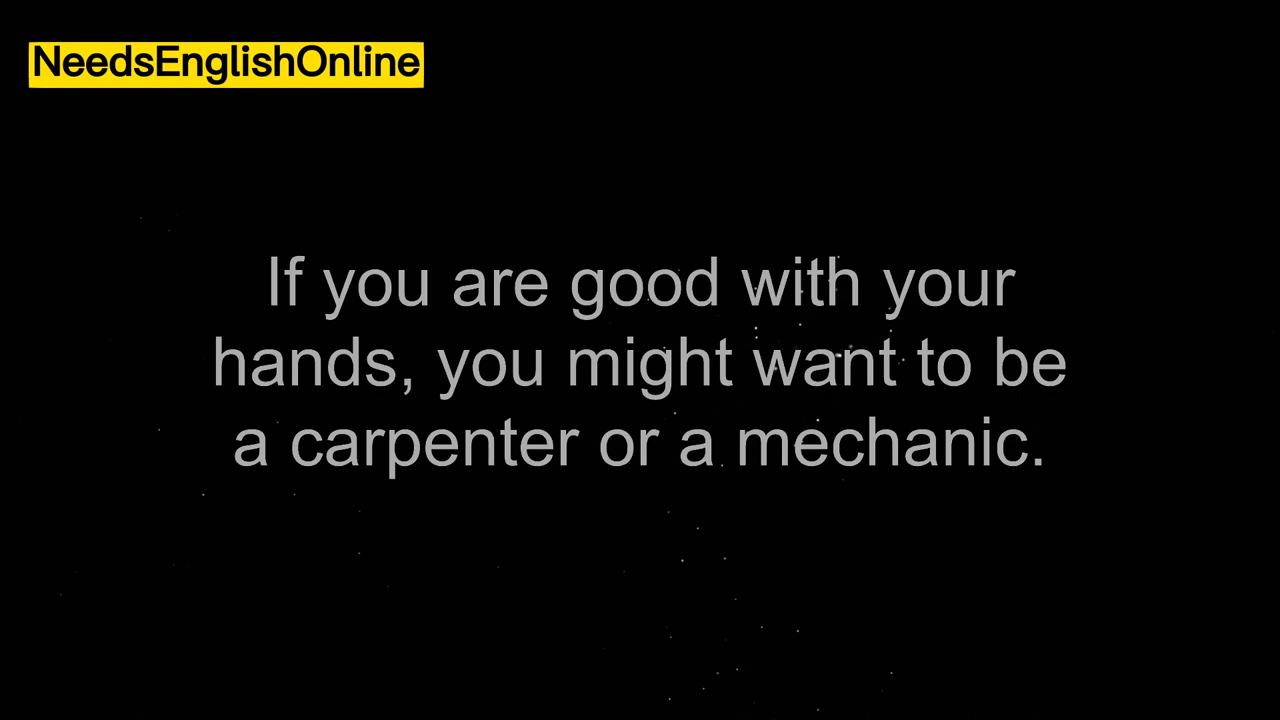 NeedsEnglishOnline
If you are good with your
hands, you might want to be
a carpenter or a mechanic.